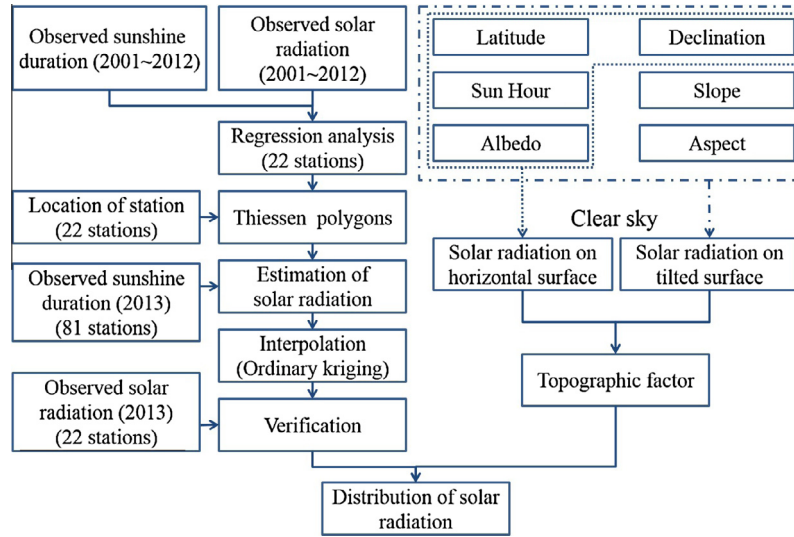 Observed sunshine
duration (2001~2012)
Observed solar
radiation
(2001~2012)
Regression analysis
(22 stations)
Location of station
(22 stations)
Thiessen polygons
Observed sunshine
duration (2013)
(81 stations)
Estimation of
solar radiation
Interpolation
(Ordinary kriging)
Observed solar
radiation (2013)
(22 stations)
Verification
Latitude
Declination
Sun Hour
Slope
Albedo
Aspect
Clear sky
Solar radiation on
horizontal surface
Solar radiation on
tilted surface
Topographic factor
Distribution of solar
radiation